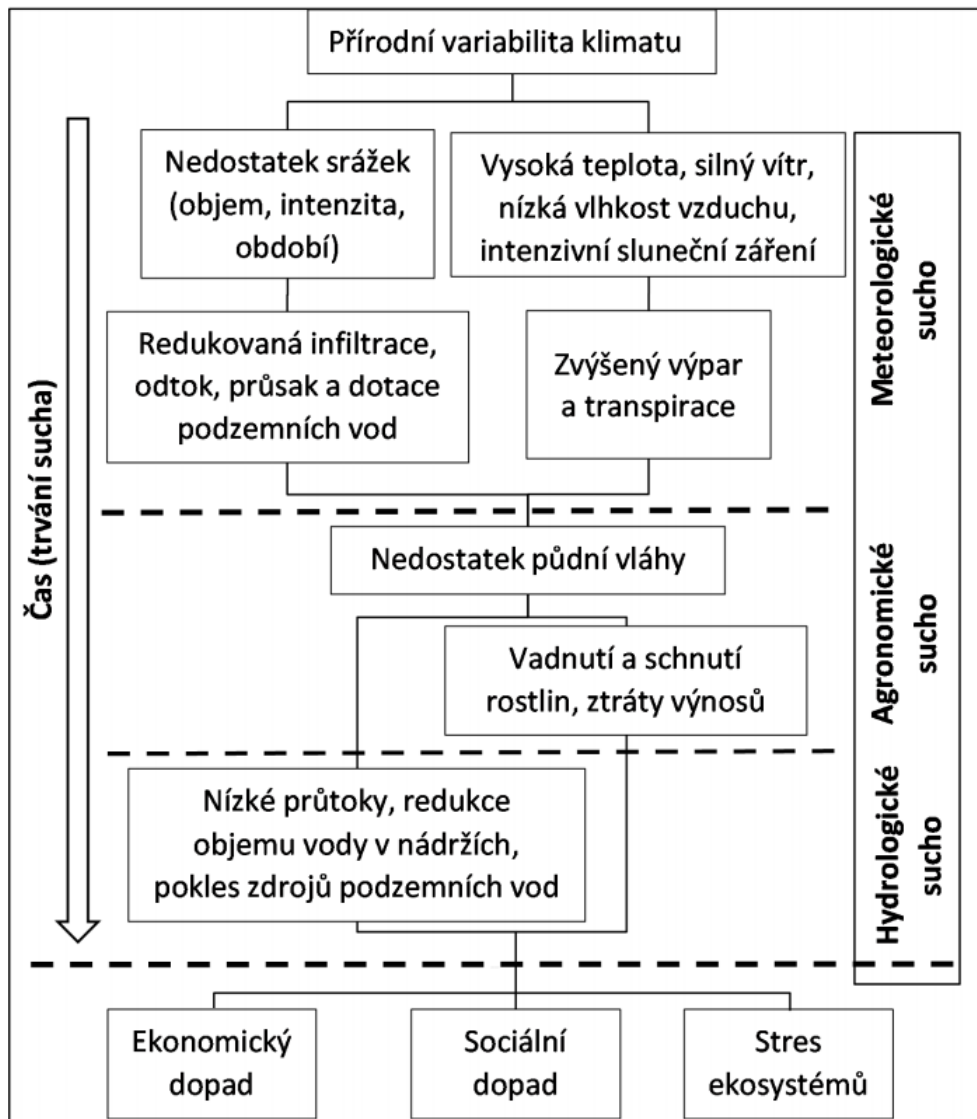 Přírodní variabilita klimatu
Nedostatek srážek
(objem, intenzita,
období)
Vysoká teplota, silný vítr,
nízká vlhkost vzduchu,
intenzivní sluneční záření
Redukovaná infiltrace,
odtok, průsak a dotace
podzemních vod
Zvýšený výpar
a transpirace
Meteorologické
sucho
Čas (trvání sucha)
Nedostatek půdní vláhy
Vadnutí a schnutí
rostlin, ztráty výnosů
Agronomické
sucho
Nízké průtoky, redukce
objemu vody v nádržích,
pokles zdrojů podzemních vod
Hydrologické
sucho
Ekonomický
dopad
Sociální
dopad
Stres
ekosystémů